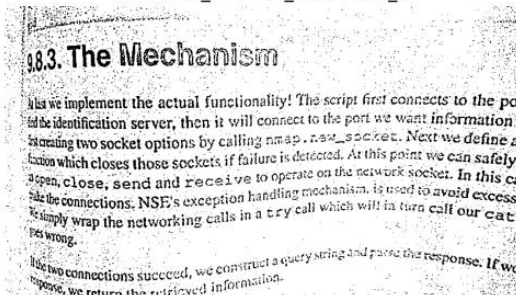 9.8.3. The Mechanism
At last we implement the actual functionality! The script first connects to the
find the identification server, then it will connect to the port we want information
first creating two socket options by calling nmap.new_socket. Next we define a
function which closes those sockets if failure is detected. At this point we can safely
open, close, send and receive to operate on the network socket. In this
the connections. NSE's exception handling mechanism. is used to avoid
We simply wrap the networking calls in a try call which will in turn call our
goes wrong.
If the two connections succeed, we construct a query string and parse the response. If
response, we return the retrieved information.